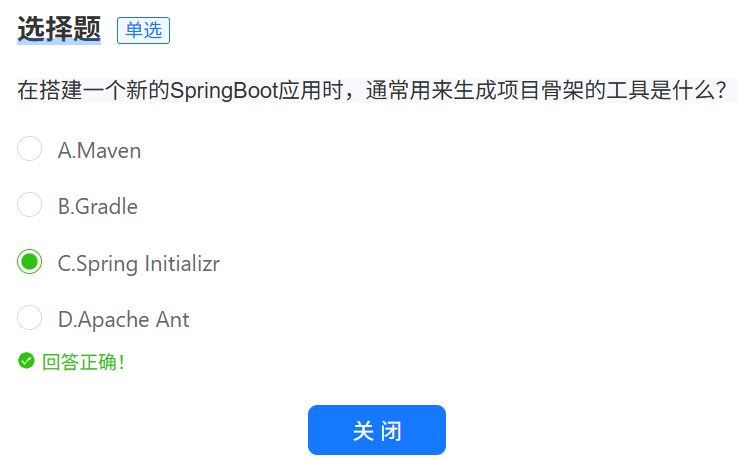 选择题 单选
在搭建一个新的SpringBoot应用时，通常用来生成项目骨架的工具是什么？
A.Maven
B.Gradle
C.Spring Initializr
D.Apache Ant
回答正确！
关 闭